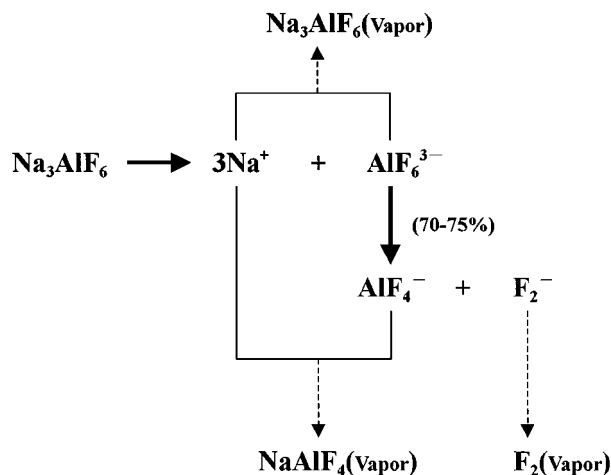 Na₃AlF₆(Vapor)
Na₃AlF₆ 3Na⁺ + AlF₆³⁻
(70-75%)
AlF₄⁻ + F₂⁻
NaAlF₄(Vapor) F₂(Vapor)